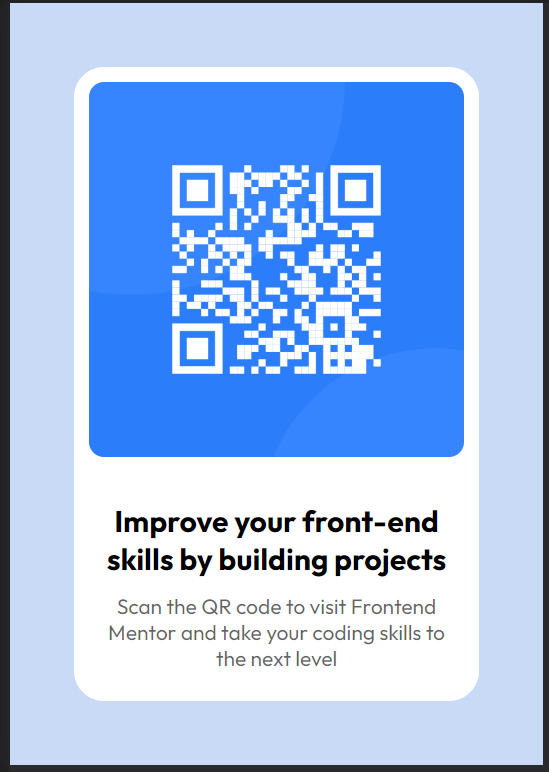 Improve your front-end
skills by building projects
Scan the QR code to visit Frontend
Mentor and take your coding skills to
the next level